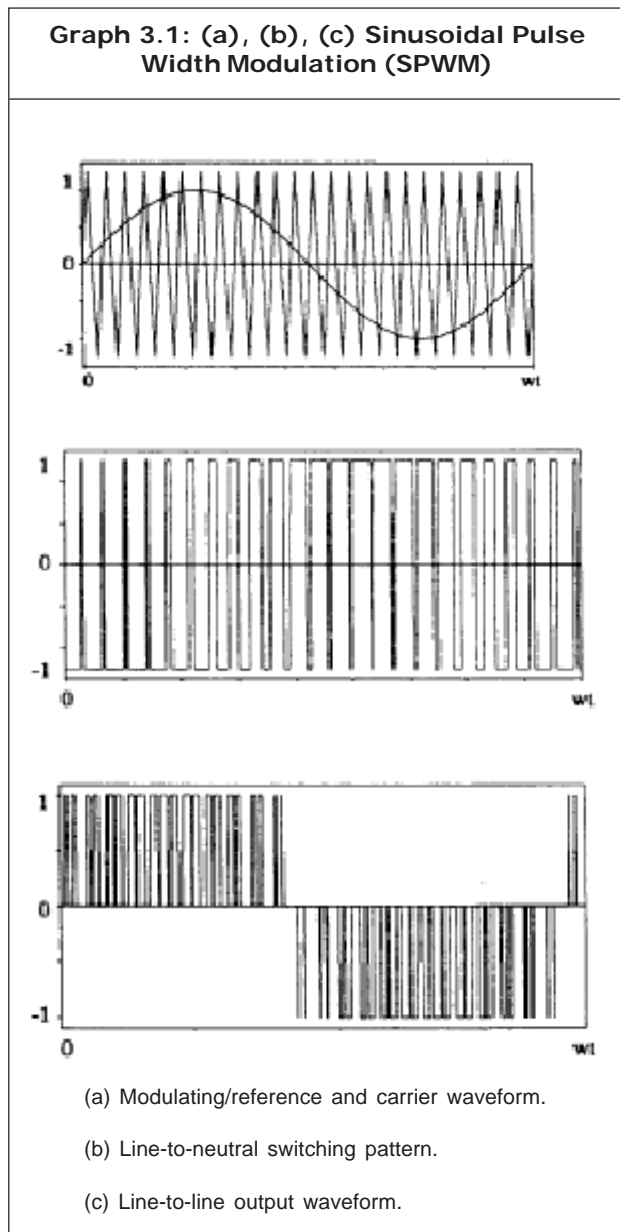 Graph 3.1: (a), (b), (c) Sinusoidal Pulse
Width Modulation (SPWM)
1
0
-1
0 wt
1
0
-1
0 wt
1
0
-1
0 wt
(a) Modulating/reference and carrier waveform.
(b) Line-to-neutral switching pattern.
(c) Line-to-line output waveform.